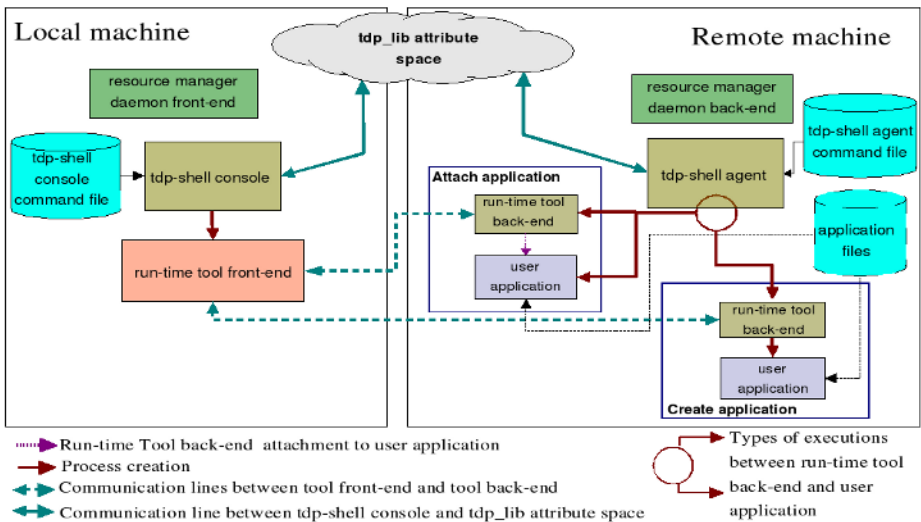 Local machine
tdp_lib attribute
space
Remote machine
resource manager
daemon front-end
resource manager
daemon back-end
tdp-shell
console
command file
tdp-shell console
tdp-shell agent
tdp-shell agent
command file
Attach application
run-time tool
back-end
user
application
application
files
run-time tool front-end
run-time tool
back-end
user
application
Create application
Run-time Tool back-end attachment to user application
Process creation
Communication lines between tool front-end and tool back-end
Communication line between tdp-shell console and tdp_lib attribute space
Types of executions
between run-time tool
back-end and user
application